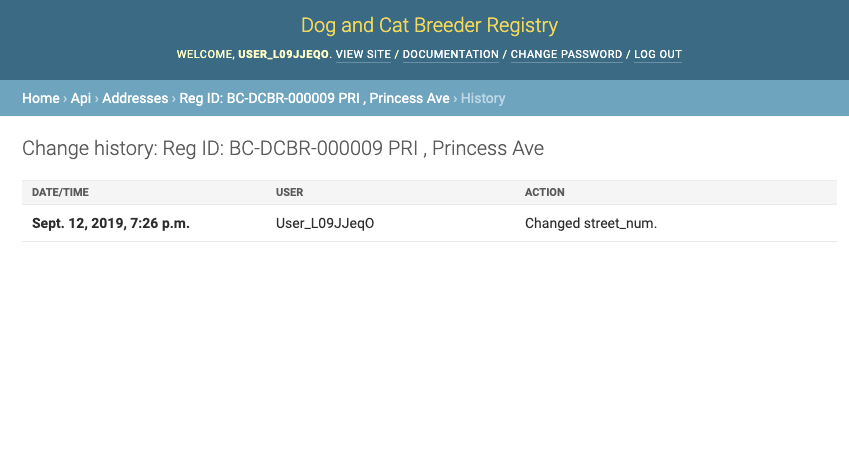 Dog and Cat Breeder Registry
WELCOME, USER_L09JJEQO. VIEW SITE / DOCUMENTATION / CHANGE PASSWORD / LOG OUT
Home › Api › Addresses › Reg ID: BC-DCBR-000009 PRI , Princess Ave › History
Change history: Reg ID: BC-DCBR-000009 PRI , Princess Ave
DATE/TIME USER ACTION
Sept. 12, 2019, 7:26 p.m. User_L09JJeqO Changed street_num.